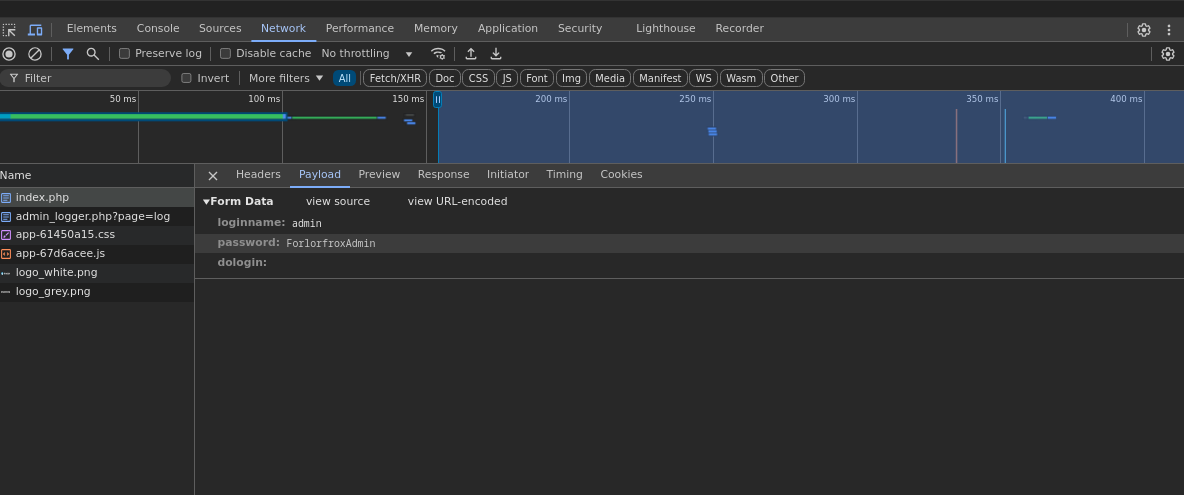 Elements Console Sources Network Performance Memory Application Security Lighthouse Recorder
Preserve log Disable cache No throttling
Filter Invert More filters All Fetch/XHR Doc CSS JS Font Img Media Manifest WS Wasm Other
50 ms 100 ms 150 ms 200 ms 250 ms 300 ms 350 ms 400 ms
Name Headers Payload Preview Response Initiator Timing Cookies
index.php
admin_logger.php?page=log
app-61450a15.css
app-67d6acee.js
logo_white.png
logo_grey.png
Form Data view source view URL-encoded
loginname: admin
password: ForlorfroxAdmin
dologin: